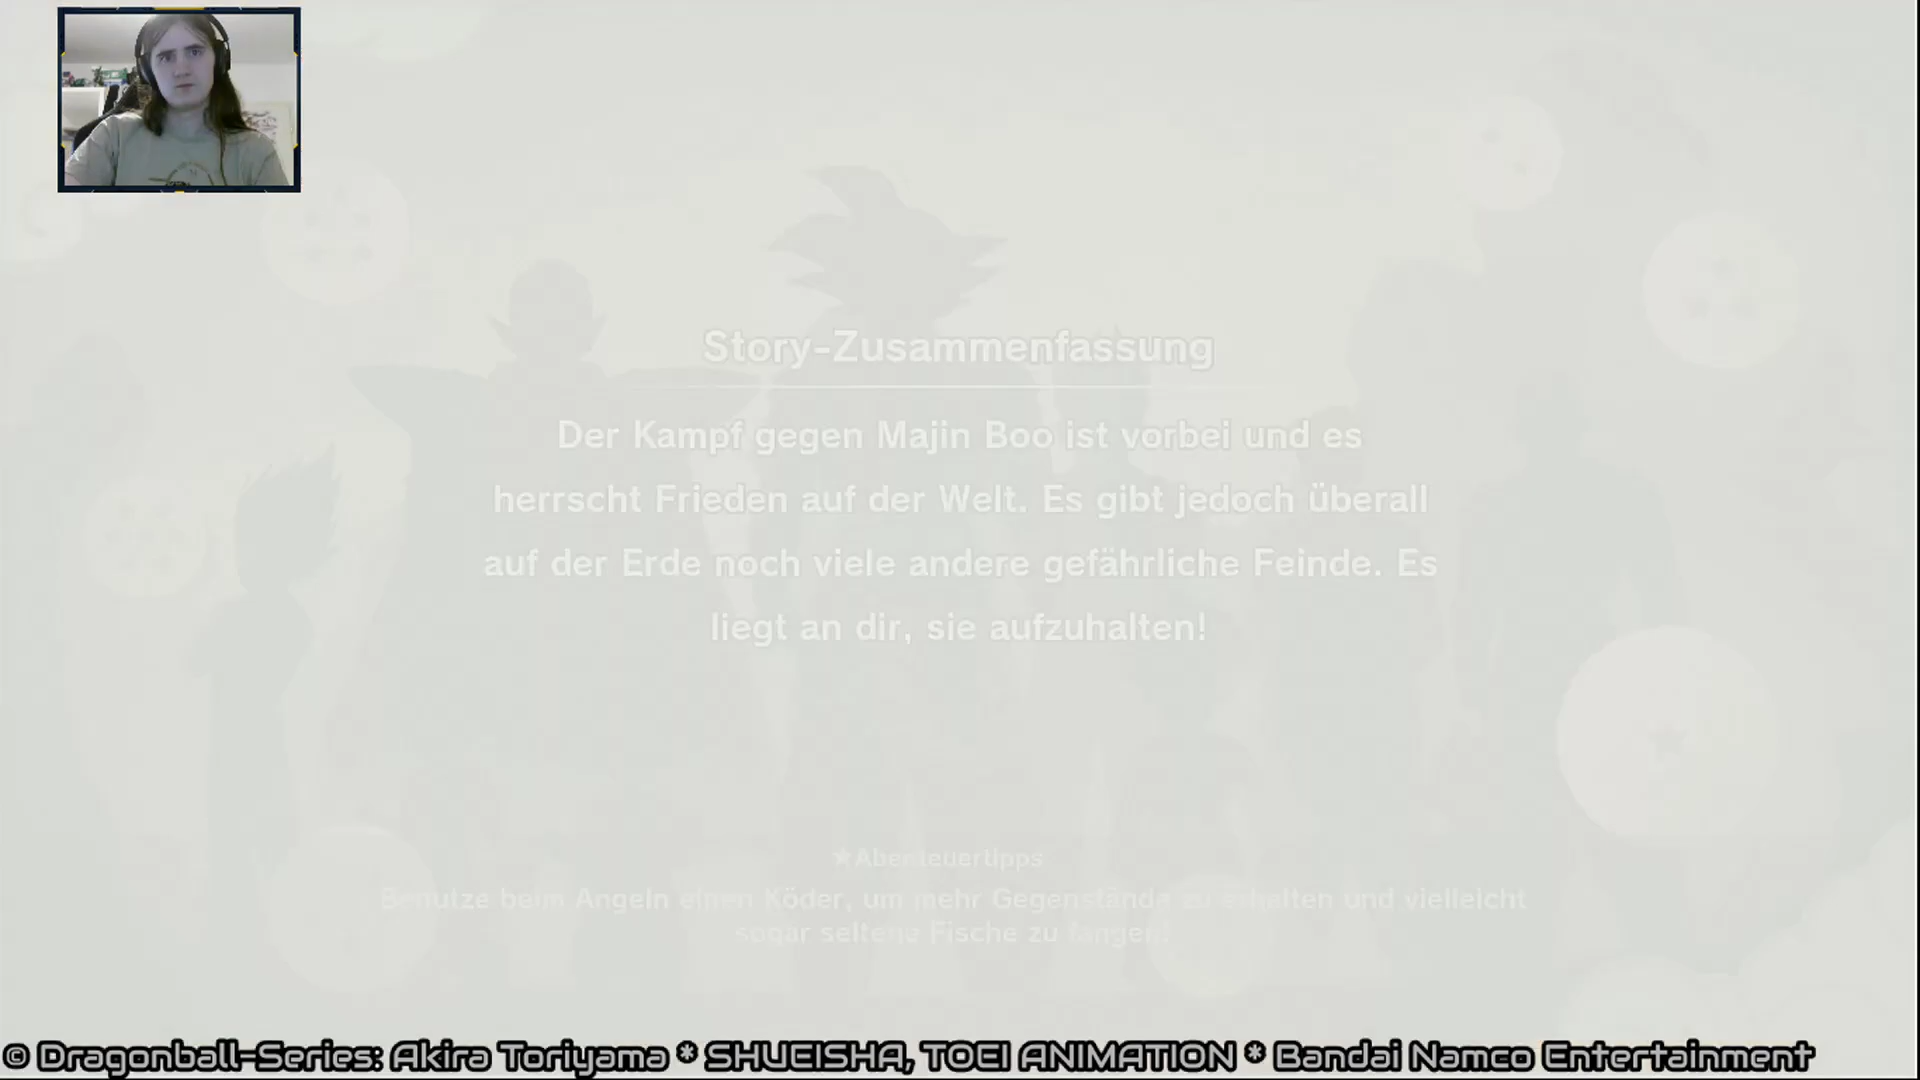 Story-Zusammenfassung
Der Kampf gegen Majin Boo ist vorbei und es
herrscht Frieden auf der Welt. Es gibt jedoch überall
auf der Erde noch viele andere gefährliche Feinde. Es
liegt an dir, sie aufzuhalten!
★Abenteuertipps
Benutze beim Angeln einen Köder, um mehr Gegenstände zu erhalten und vielleicht
sogar seltene Fische zu fangen!
© Dragonball-Series: Akira Toriyama * SHUEISHA, TOEI ANIMATION * Bandai Namco Entertainment